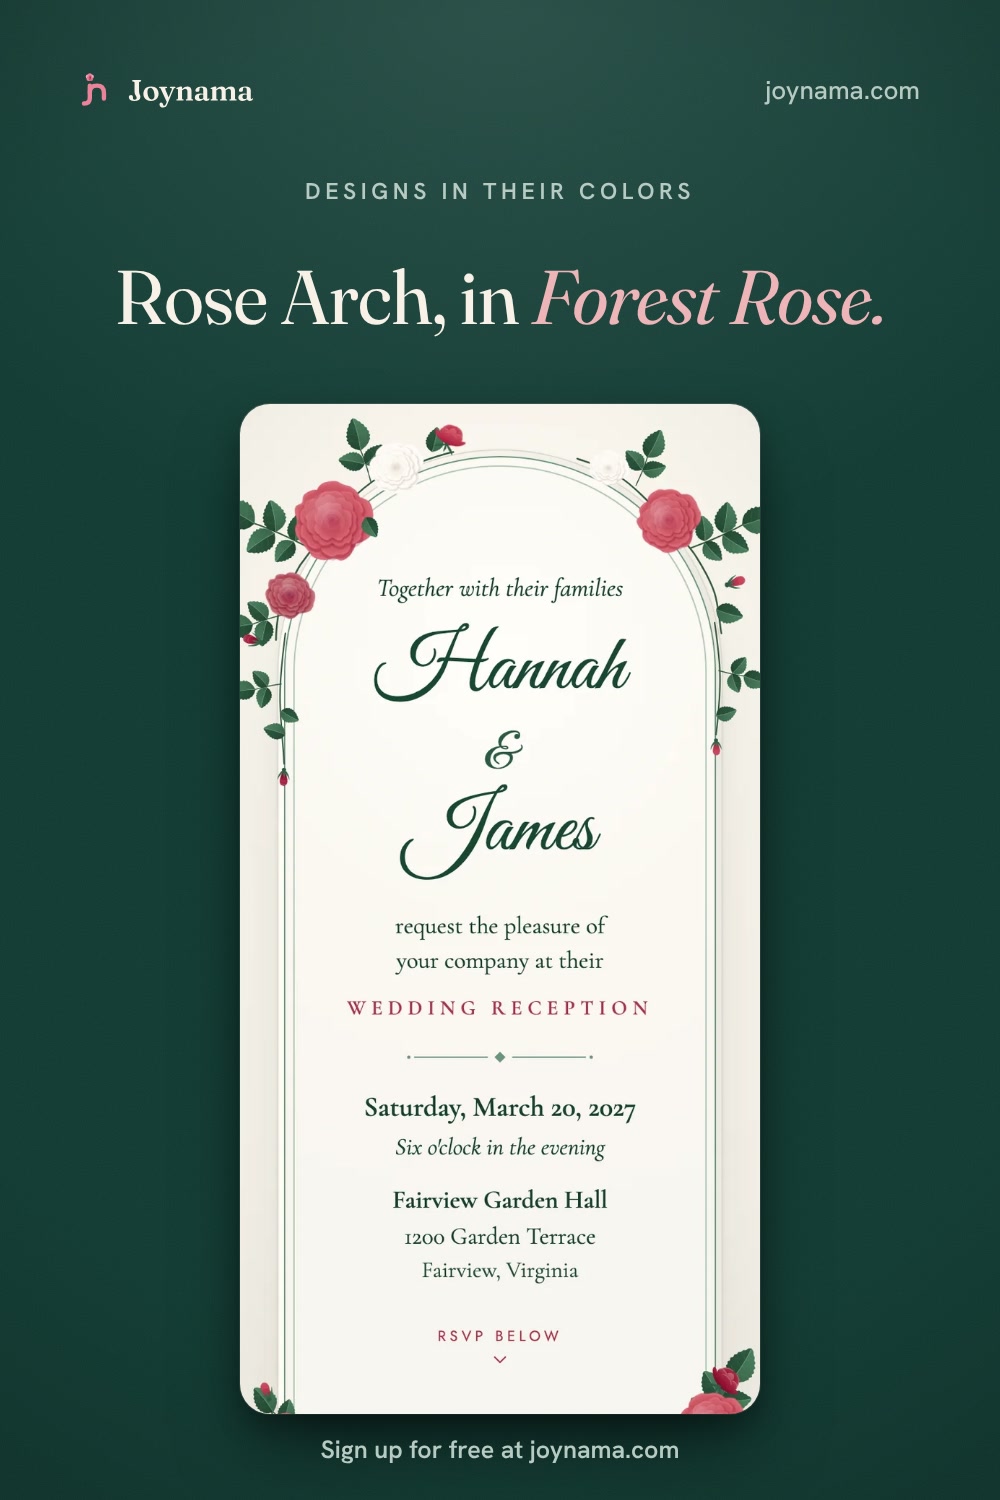 Joynama
joynama.com
DESIGNS IN THEIR COLORS
Rose Arch, in Forest Rose.
Together with their families
Hannah
&
James
request the pleasure of
your company at their
WEDDING RECEPTION
Saturday, March 20, 2027
Six o'clock in the evening
Fairview Garden Hall
1200 Garden Terrace
Fairview, Virginia
RSVP BELOW
Sign up for free at joynama.com